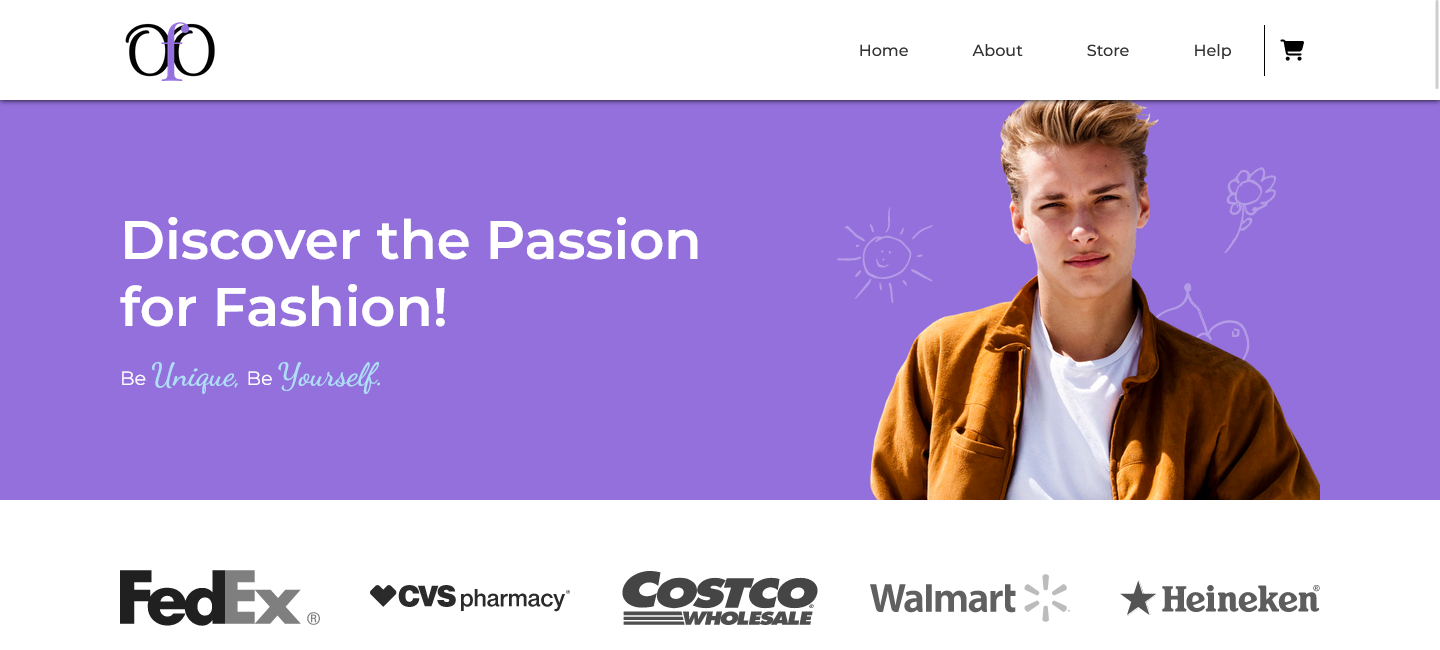 OfO
Home About Store Help
Discover the Passion
for Fashion!
Be Unique, Be Yourself.
FedEx® CVS pharmacy® COSTCO WHOLESALE Walmart Heineken®